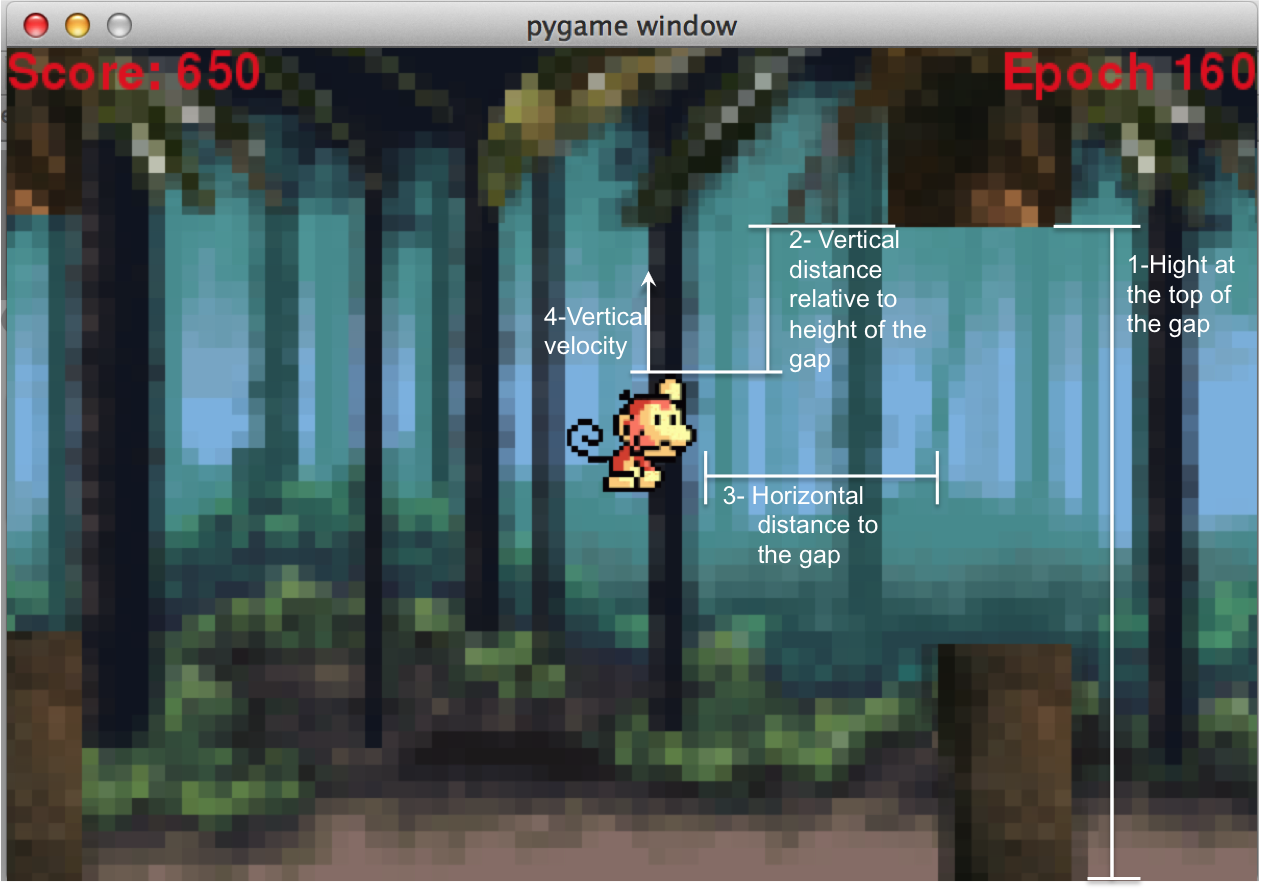 pygame window
Score: 650
Epoch 160
2- Vertical
distance
relative to
height of the
gap
1-Hight at
the top of
the gap
4-Vertical
velocity
3- Horizontal
distance to
the gap